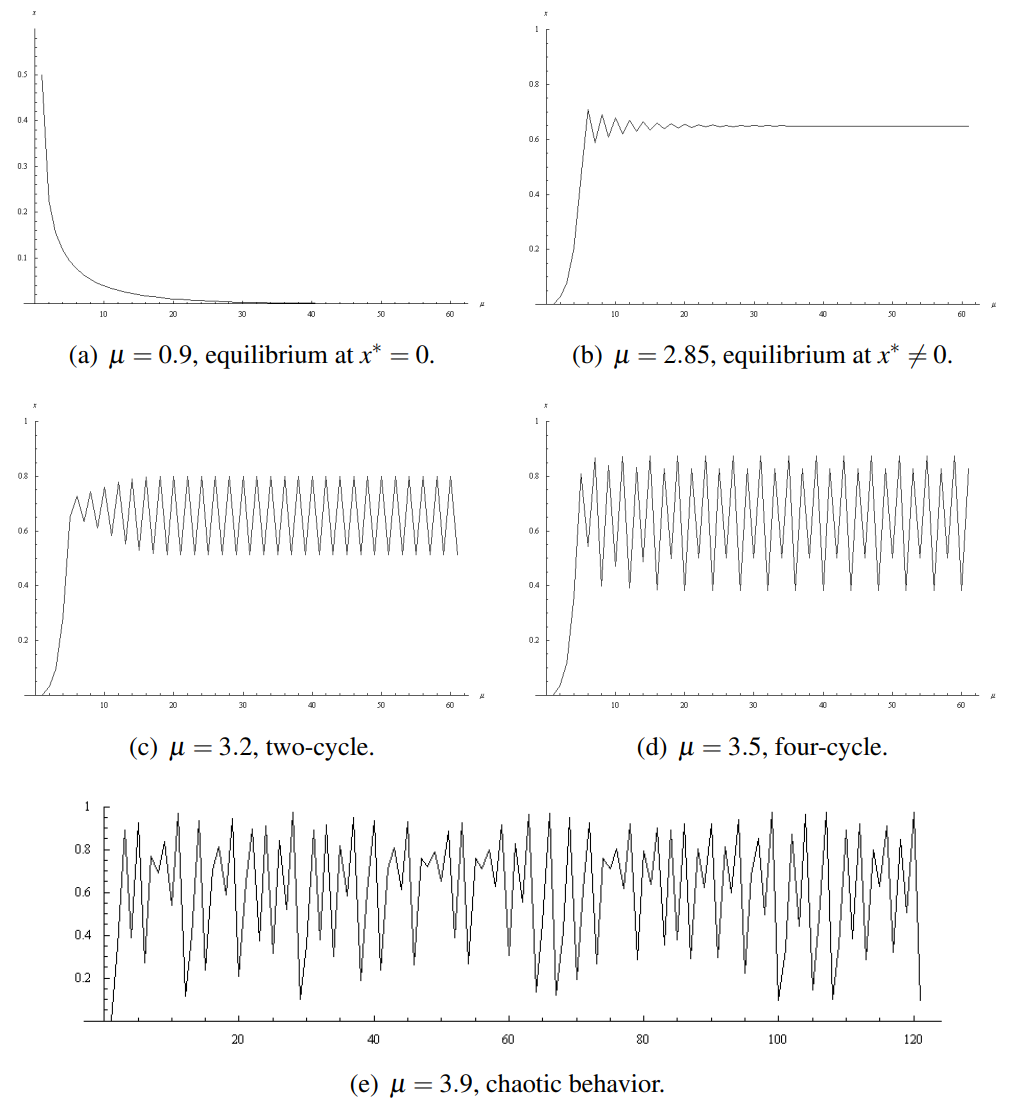 x
0.5
0.4
0.3
0.2
0.1
10 20 30 40 50 60 μ
(a) μ = 0.9, equilibrium at x* = 0.
x
1
0.8
0.6
0.4
0.2
10 20 30 40 50 60 μ
(b) μ = 2.85, equilibrium at x* ≠ 0.
x
1
0.8
0.6
0.4
0.2
10 20 30 40 50 60 μ
(c) μ = 3.2, two-cycle.
x
1
0.8
0.6
0.4
0.2
10 20 30 40 50 60 μ
(d) μ = 3.5, four-cycle.
1
0.8
0.6
0.4
0.2
20 40 60 80 100 120
(e) μ = 3.9, chaotic behavior.